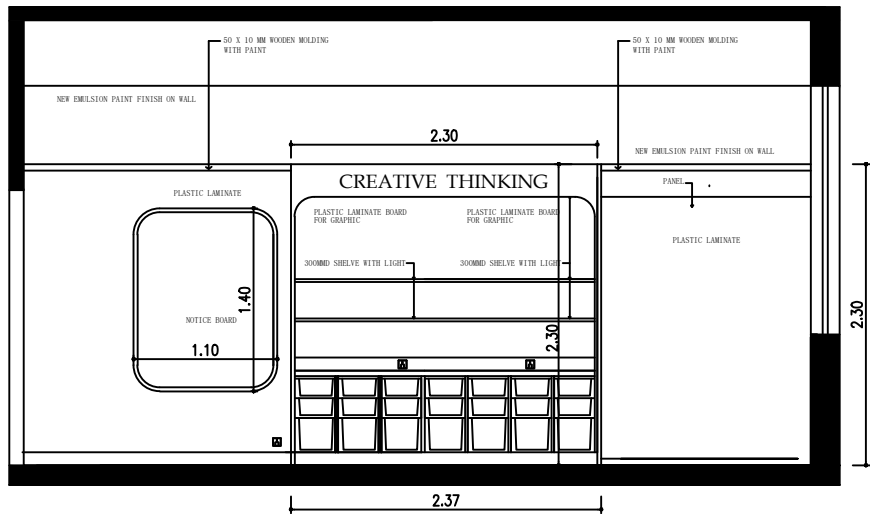 50 X 10 MM WOODEN MOLDING
WITH PAINT
50 X 10 MM WOODEN MOLDING
WITH PAINT
NEW EMULSION PAINT FINISH ON WALL
2.30
NEW EMULSION PAINT FINISH ON WALL
CREATIVE THINKING
PANEL
PLASTIC LAMINATE
PLASTIC LAMINATE BOARD
FOR GRAPHIC
PLASTIC LAMINATE BOARD
FOR GRAPHIC
PLASTIC LAMINATE
300MMD SHELVE WITH LIGHT
300MMD SHELVE WITH LIGHT
1.40
NOTICE BOARD
2.30
2.30
1.10
2.37